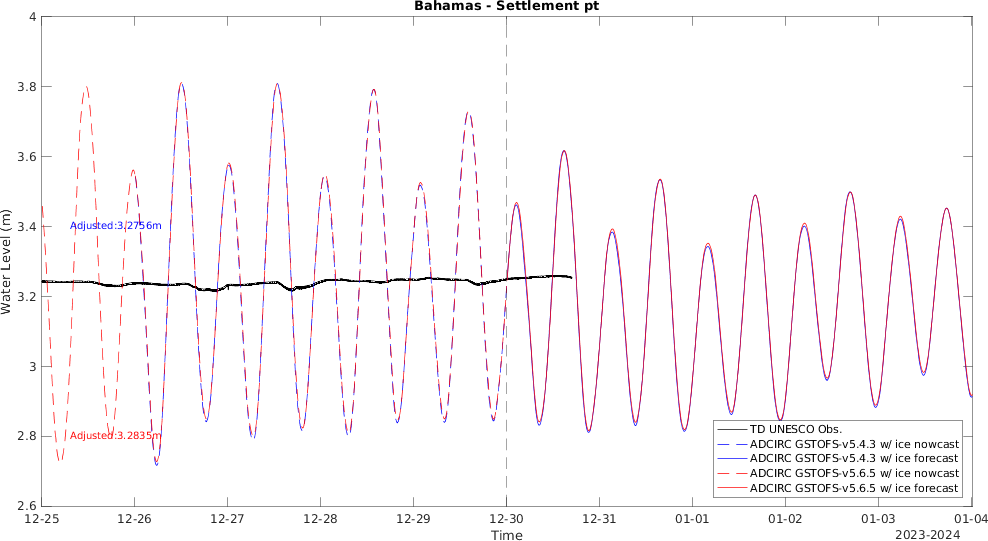 Bahamas - Settlement pt
Water Level (m)
4
3.8
3.6
3.4
3.2
3
2.8
2.6
Adjusted:3.2756m
Adjusted:3.2835m
TD UNESCO Obs.
ADCIRC GSTOFS-v5.4.3 w/ ice nowcast
ADCIRC GSTOFS-v5.4.3 w/ ice forecast
ADCIRC GSTOFS-v5.6.5 w/ ice nowcast
ADCIRC GSTOFS-v5.6.5 w/ ice forecast
12-25 12-26 12-27 12-28 12-29 12-30 12-31 01-01 01-02 01-03 01-04
Time
2023-2024